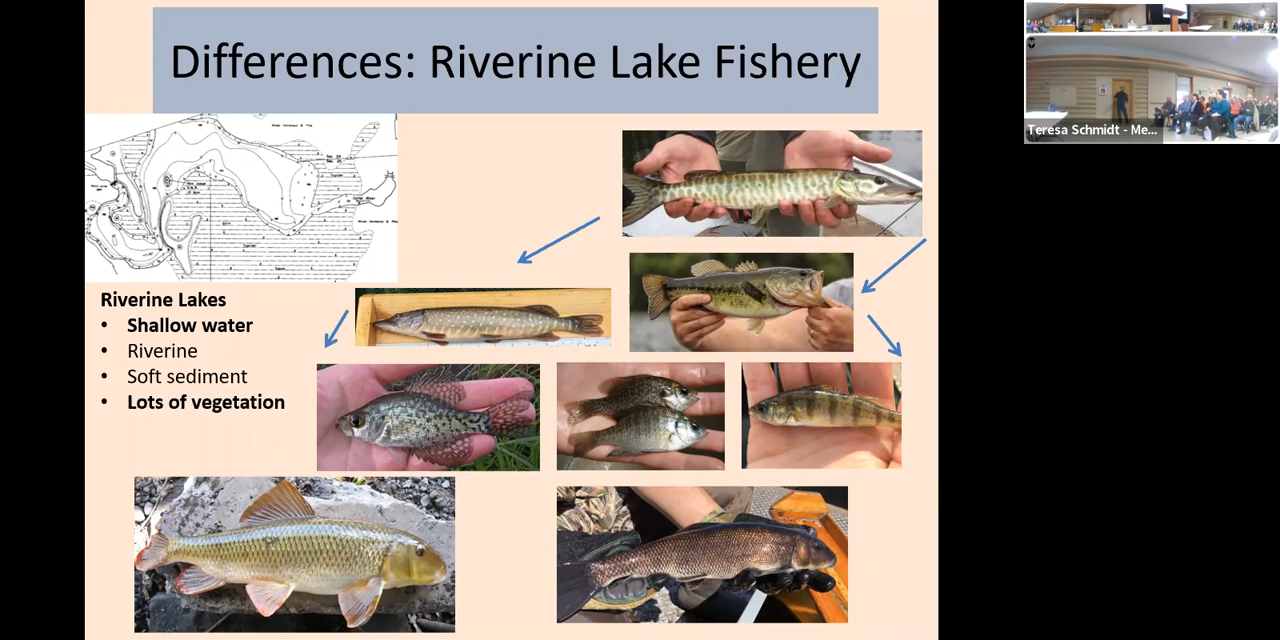 Differences: Riverine Lake Fishery
Riverine Lakes
• Shallow water
• Riverine
• Soft sediment
• Lots of vegetation
Teresa Schmidt - Me...